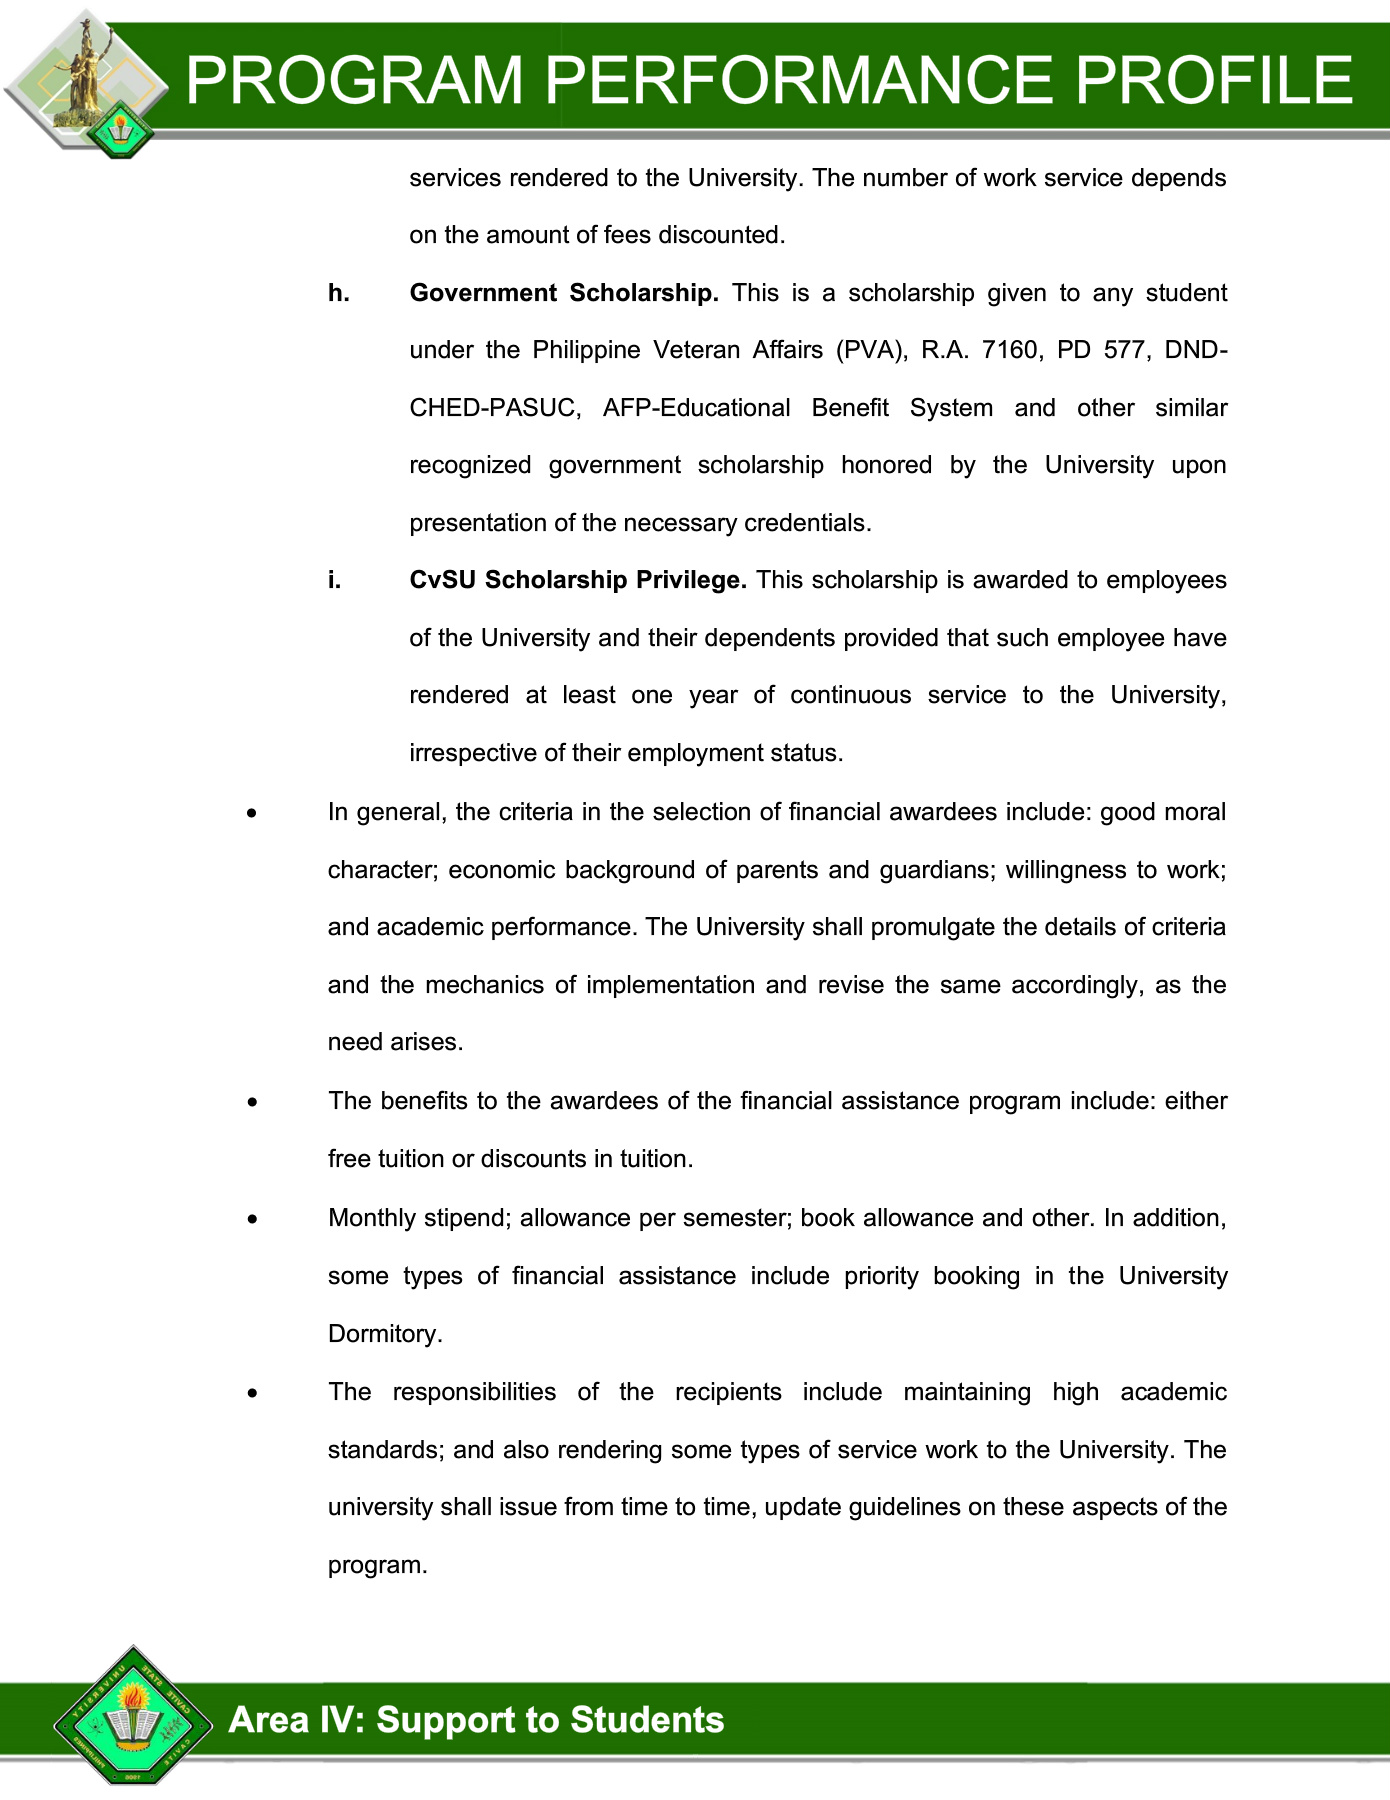 PROGRAM PERFORMANCE PROFILE
services rendered to the University. The number of work service depends
on the amount of fees discounted.
h. Government Scholarship. This is a scholarship given to any student
under the Philippine Veteran Affairs (PVA), R.A. 7160, PD 577, DND-
CHED-PASUC, AFP-Educational Benefit System and other similar
recognized government scholarship honored by the University upon
presentation of the necessary credentials.
i. CvSU Scholarship Privilege. This scholarship is awarded to employees
of the University and their dependents provided that such employee have
rendered at least one year of continuous service to the University,
irrespective of their employment status.
• In general, the criteria in the selection of financial awardees include: good moral
character; economic background of parents and guardians; willingness to work;
and academic performance. The University shall promulgate the details of criteria
and the mechanics of implementation and revise the same accordingly, as the
need arises.
• The benefits to the awardees of the financial assistance program include: either
free tuition or discounts in tuition.
• Monthly stipend; allowance per semester; book allowance and other. In addition,
some types of financial assistance include priority booking in the University
Dormitory.
• The responsibilities of the recipients include maintaining high academic
standards; and also rendering some types of service work to the University. The
university shall issue from time to time, update guidelines on these aspects of the
program.
CAVITE STATE UNIVERSITY
CAVITE
PHILIPPINES
Area IV: Support to Students